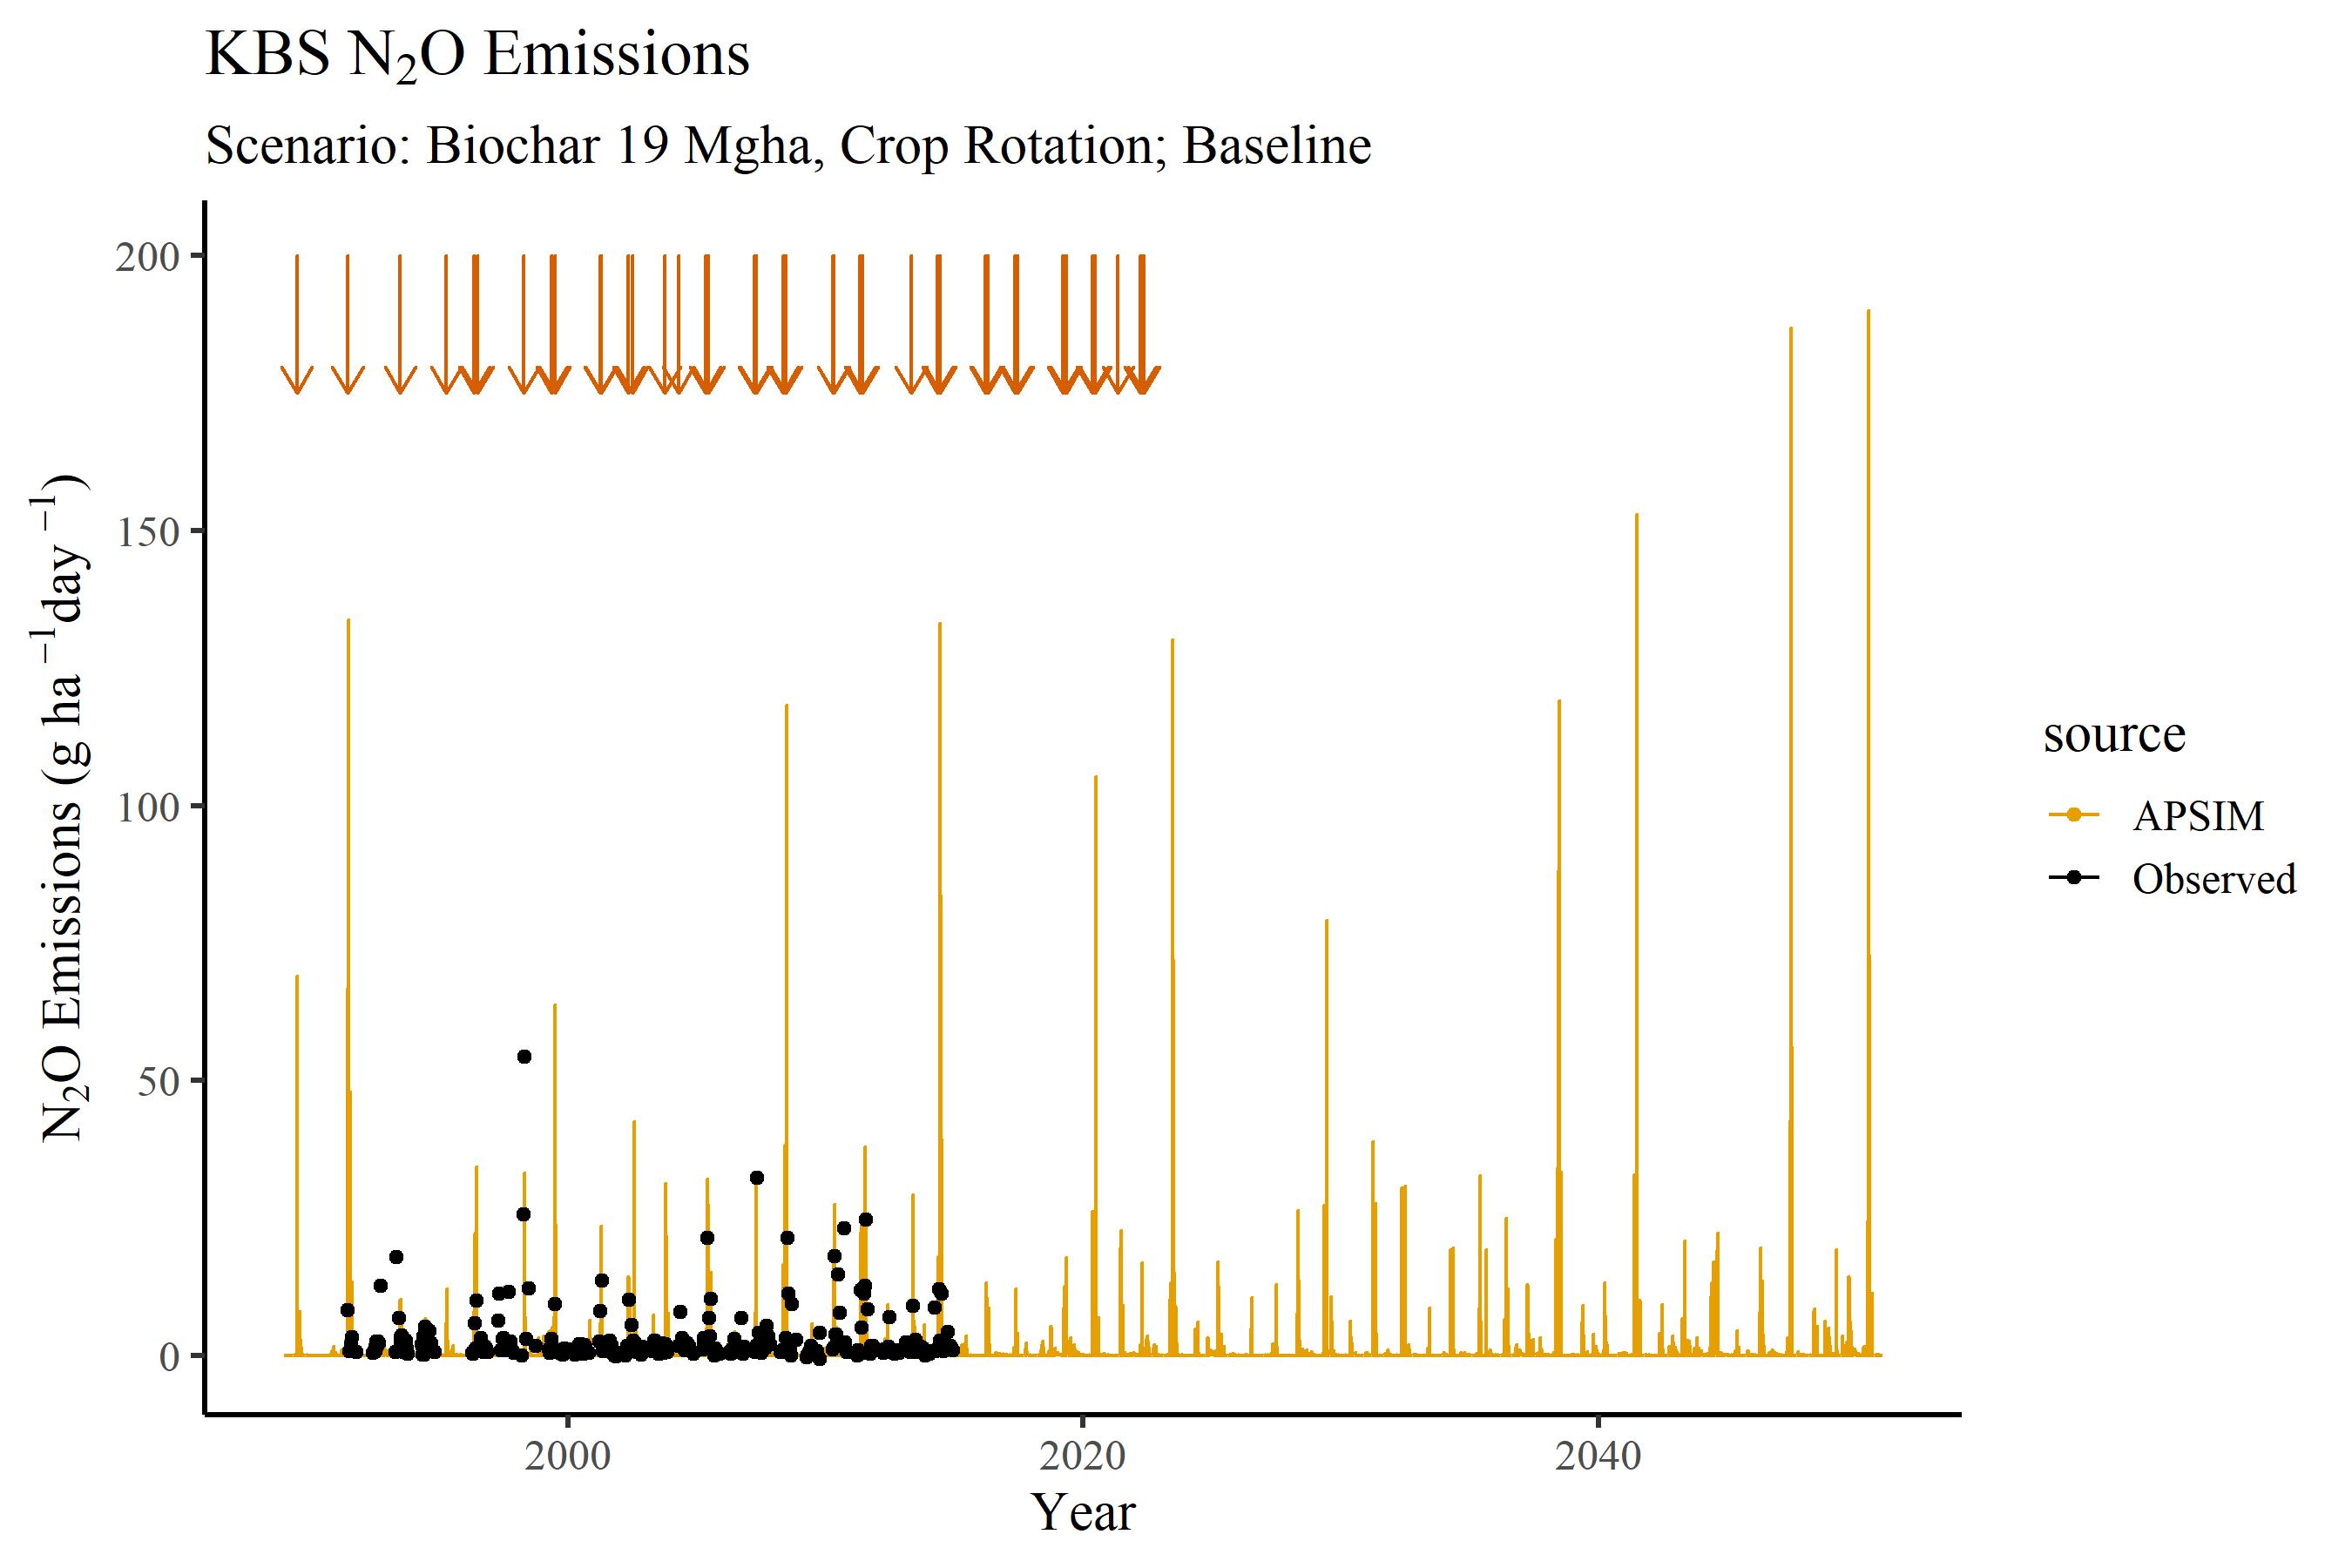 KBS N₂O Emissions
Scenario: Biochar 19 Mgha, Crop Rotation; Baseline
N₂O Emissions (g ha ⁻¹day ⁻¹)
200
150
100
50
0
2000 2020 2040
Year
source
APSIM
Observed